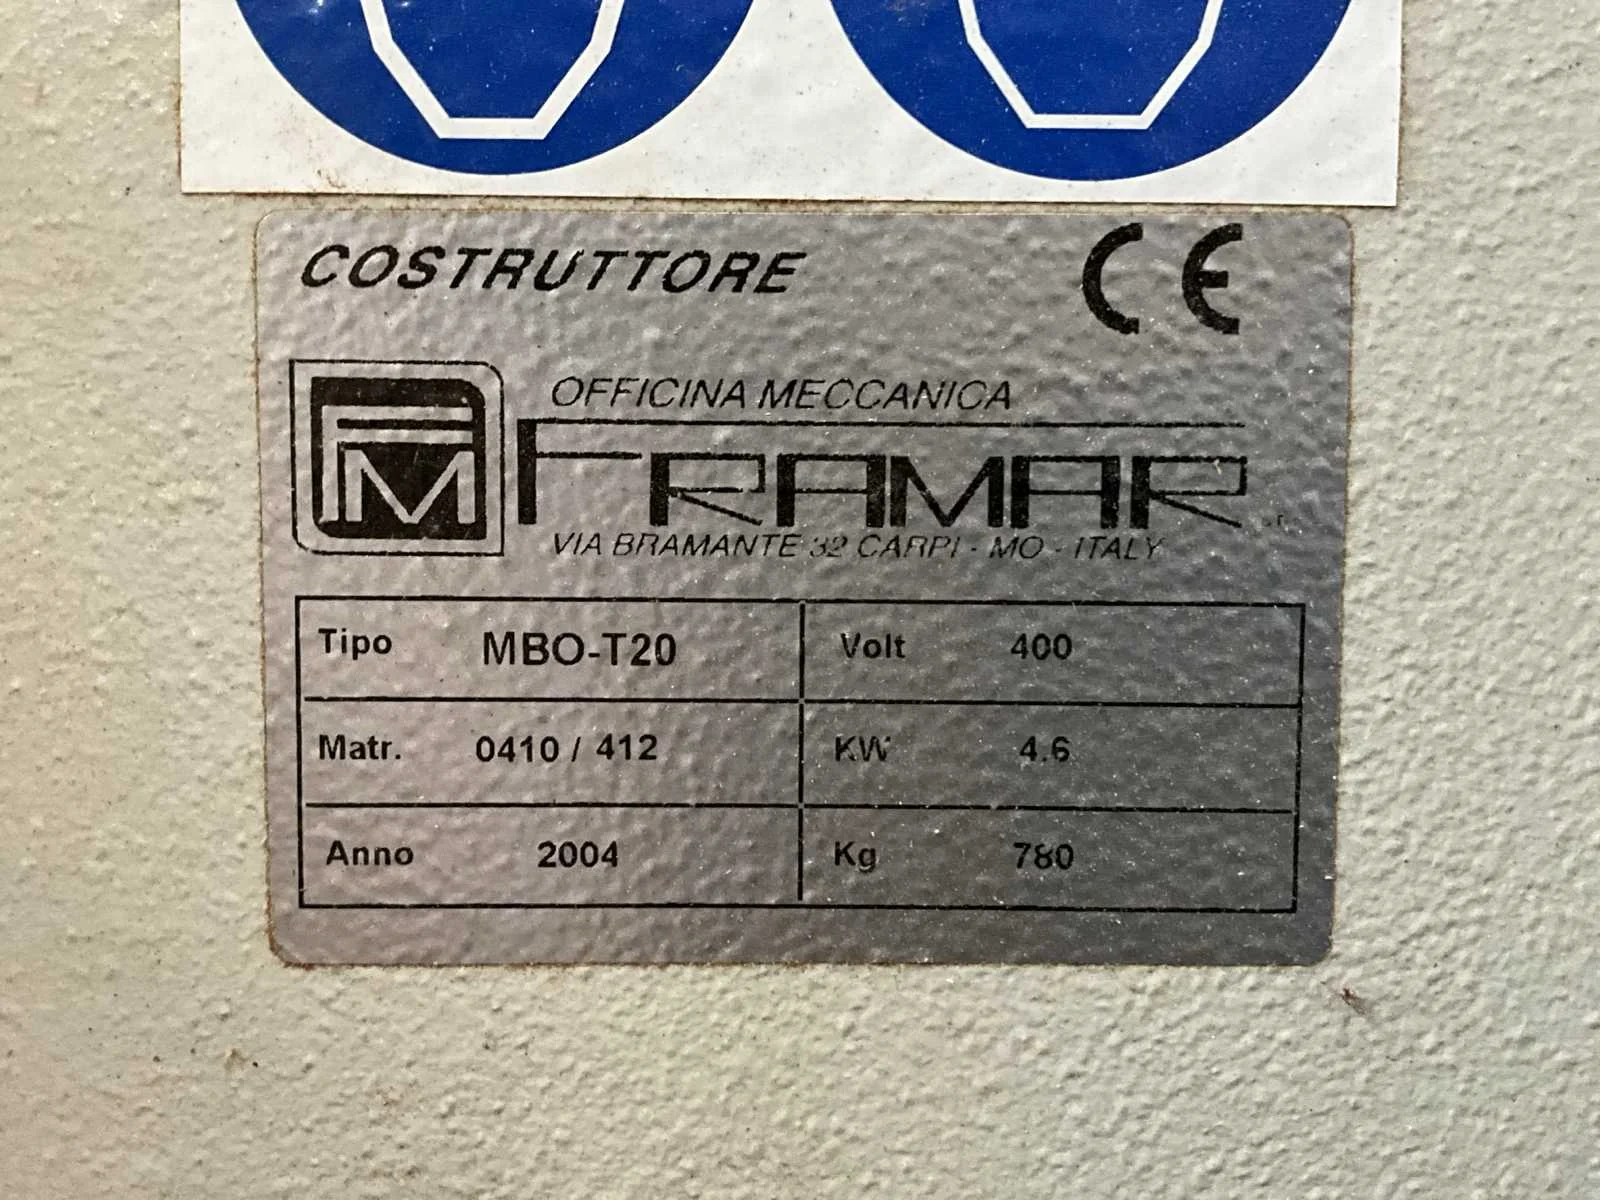 COSTRUTTORE CE
OFFICINA MECCANICA
FM FRAMAR
VIA BRAMANTE 32 CARPI - MO - ITALY
Tipo MBO-T20 Volt 400
Matr. 0410 / 412 KW 4.6
Anno 2004 Kg 780